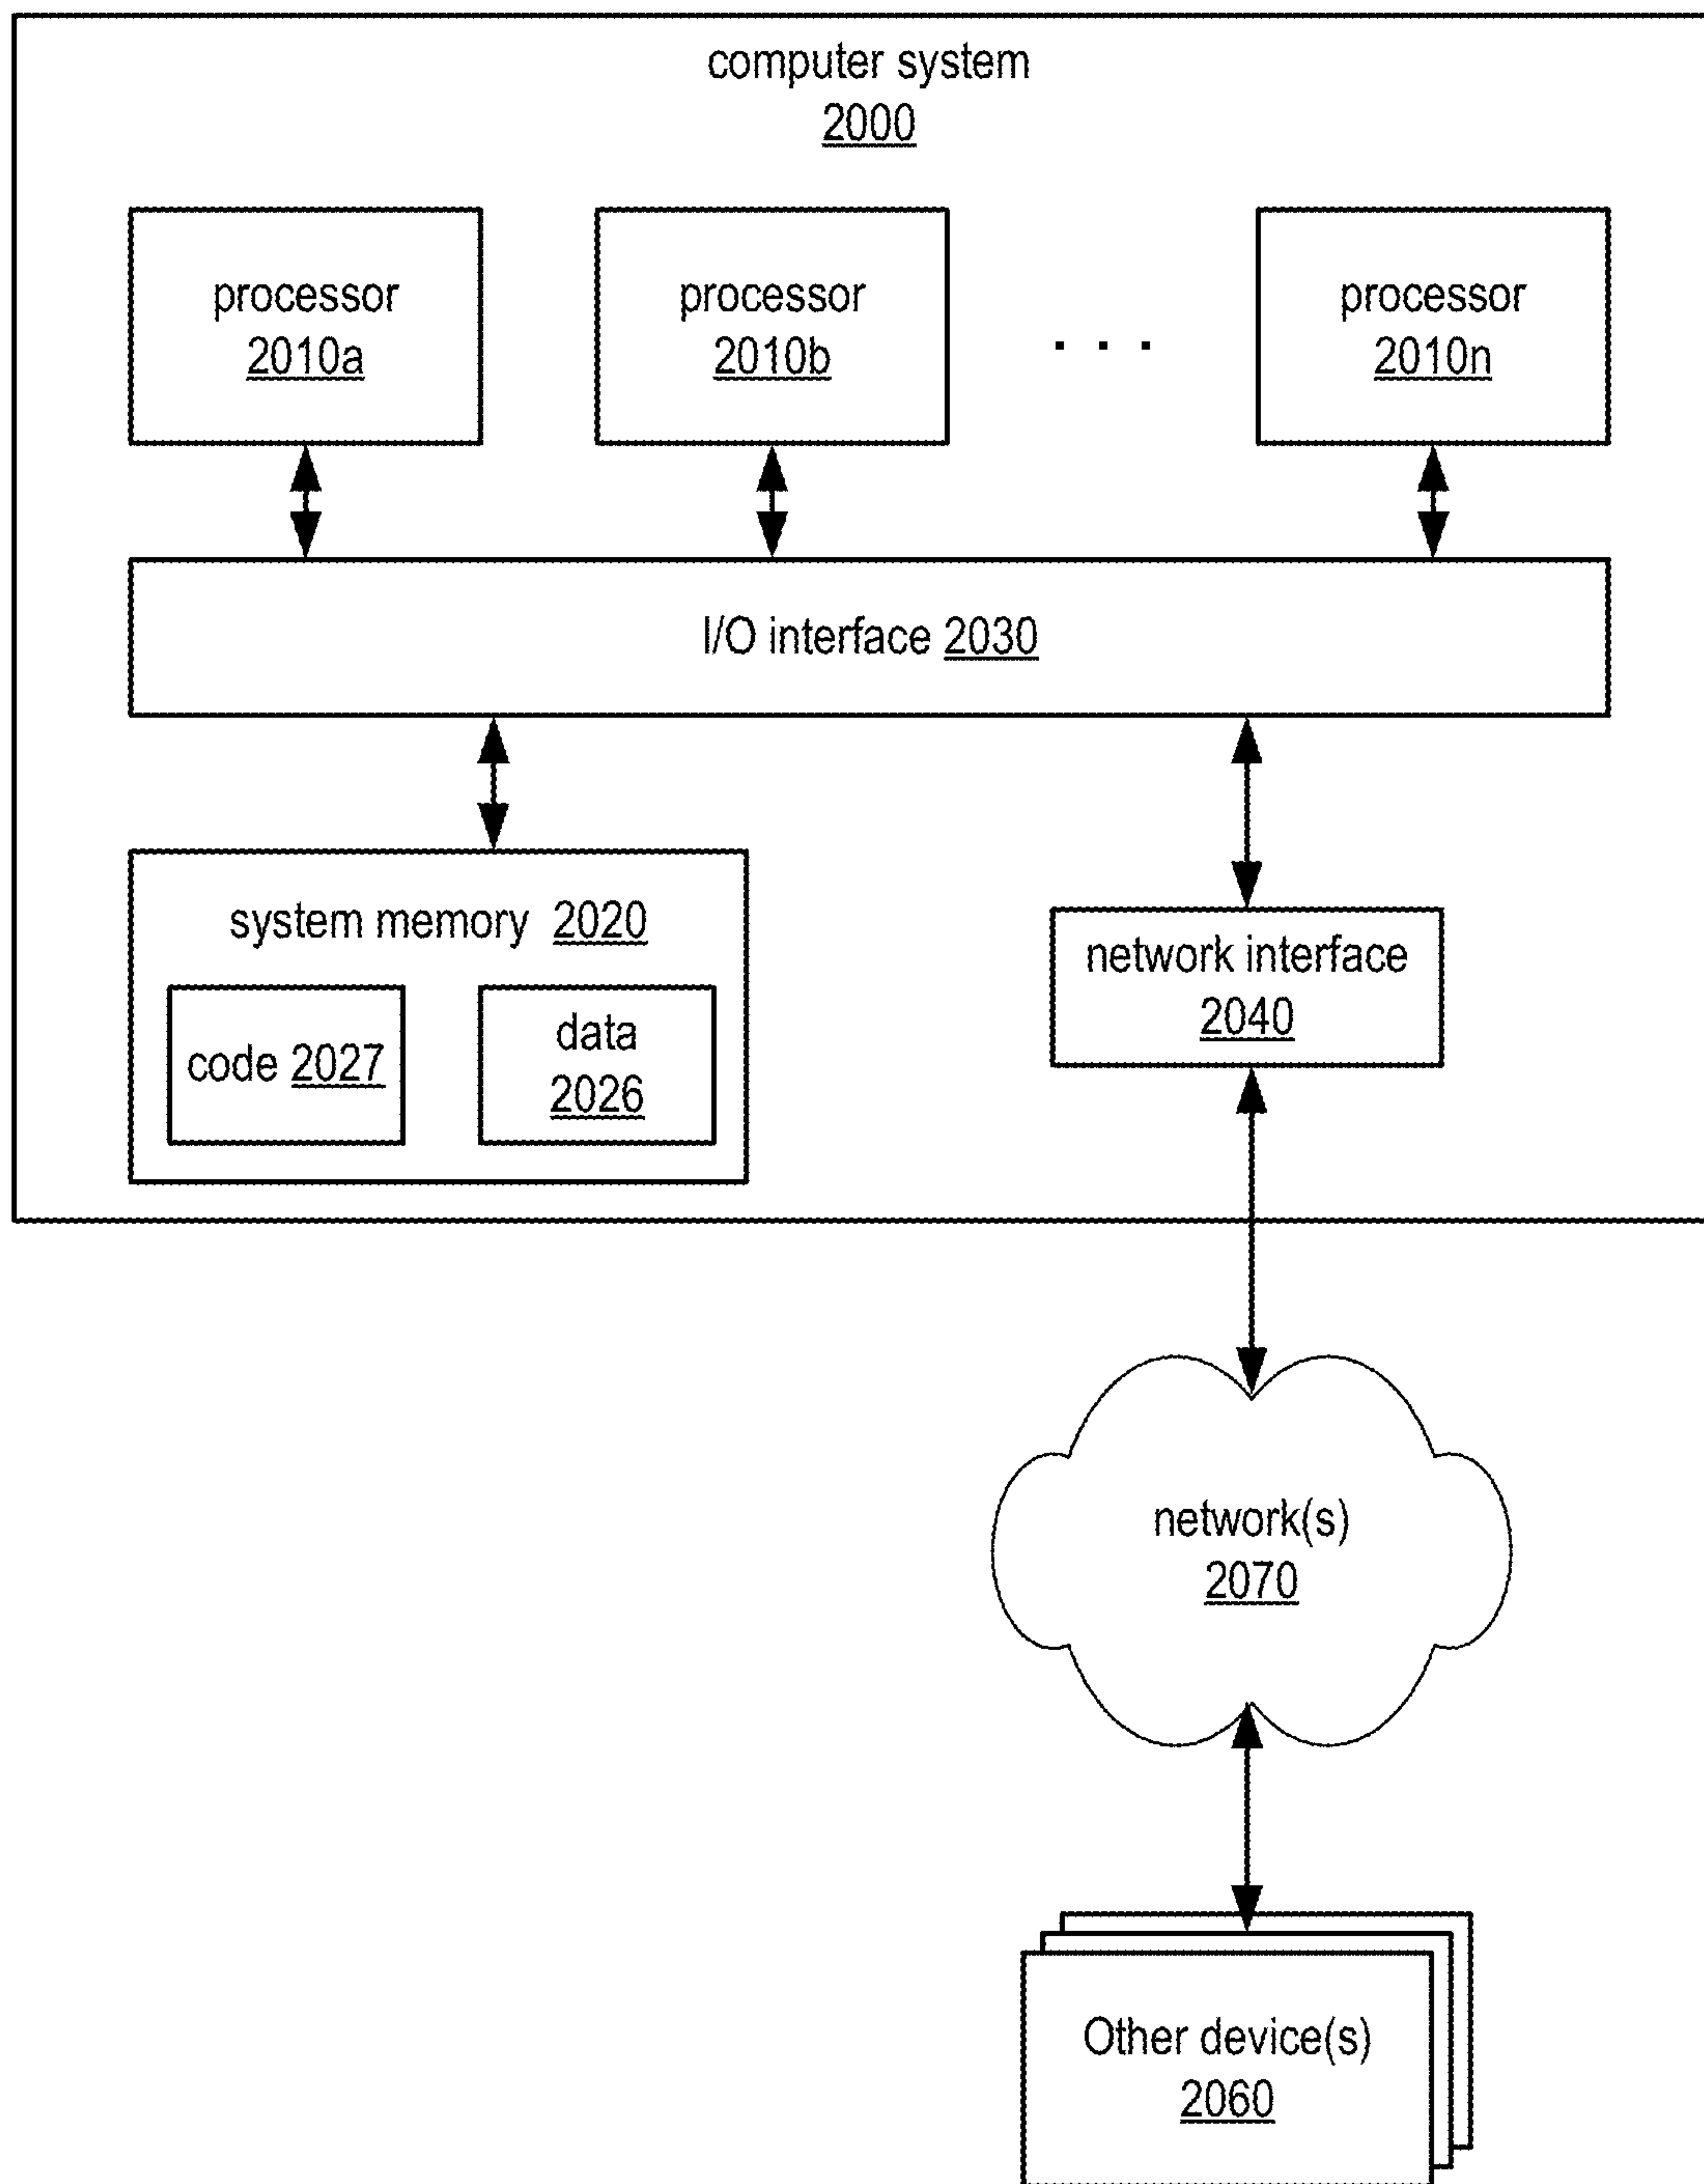 computer system
2000
processor
2010a
processor
2010b
. . .
processor
2010n
I/O interface 2030
system memory 2020
code 2027
data
2026
network interface
2040
network(s)
2070
Other device(s)
2060